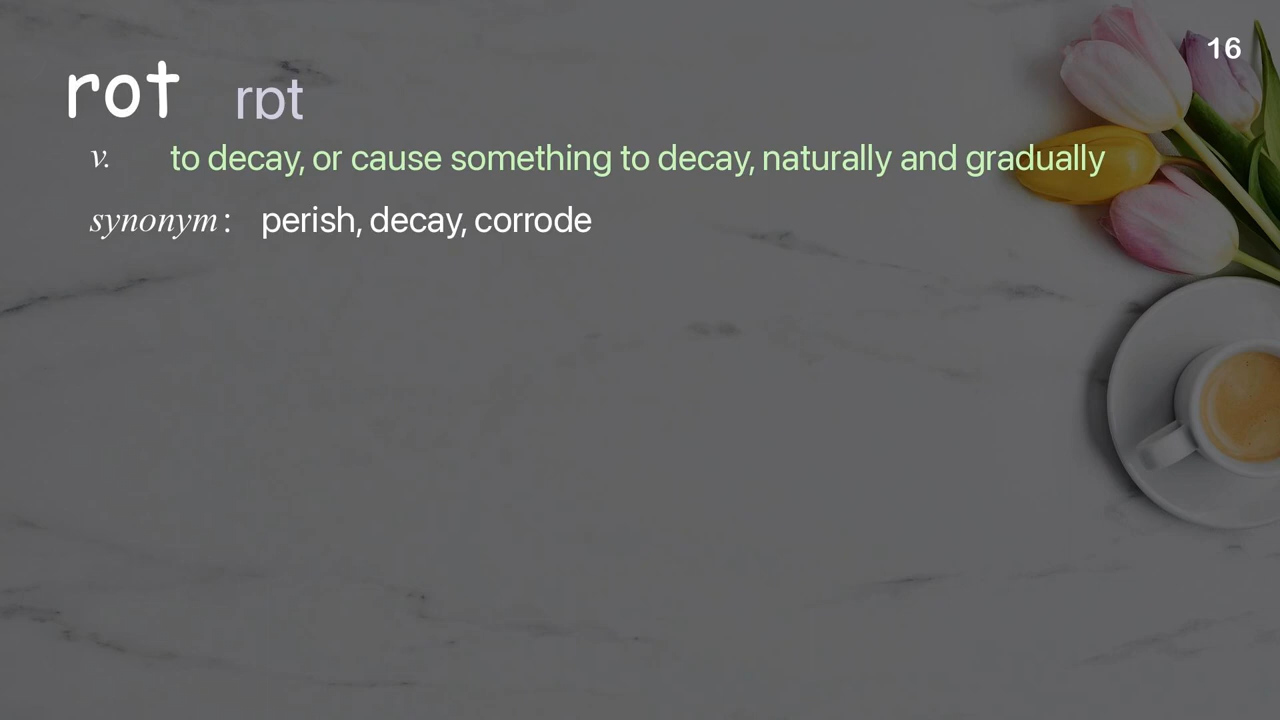 16
rot rɒt
v. to decay, or cause something to decay, naturally and gradually
synonym : perish, decay, corrode